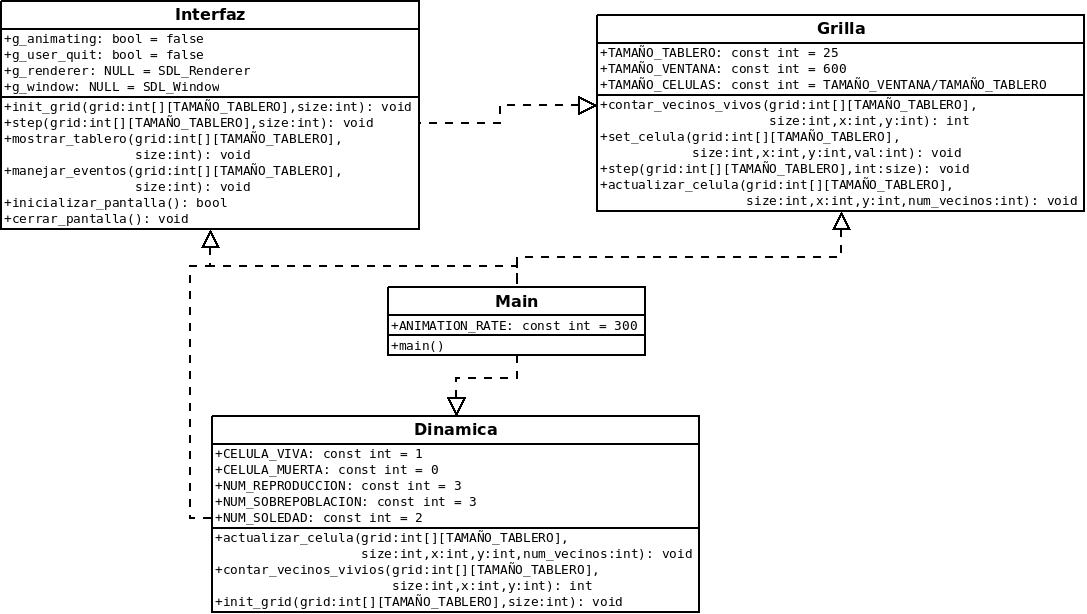 Interfaz
+g_animating: bool = false
+g_user_quit: bool = false
+g_renderer: NULL = SDL_Renderer
+g_window: NULL = SDL_Window
+init_grid(grid:int[][TAMAÑO_TABLERO],size:int): void
+step(grid:int[][TAMAÑO_TABLERO],size:int): void
+mostrar_tablero(grid:int[][TAMAÑO_TABLERO],
size:int): void
+manejar_eventos(grid:int[][TAMAÑO_TABLERO],
size:int): void
+inicializar_pantalla(): bool
+cerrar_pantalla(): void
Grilla
+TAMAÑO_TABLERO: const int = 25
+TAMAÑO_VENTANA: const int = 600
+TAMAÑO_CELULAS: const int = TAMAÑO_VENTANA/TAMAÑO_TABLERO
+contar_vecinos_vivos(grid:int[][TAMAÑO_TABLERO],
size:int,x:int,y:int): int
+set_celula(grid:int[][TAMAÑO_TABLERO],
size:int,x:int,y:int,val:int): void
+step(grid:int[][TAMAÑO_TABLERO],int:size): void
+actualizar_celula(grid:int[][TAMAÑO_TABLERO],
size:int,x:int,y:int,num_vecinos:int): void
Main
+ANIMATION_RATE: const int = 300
+main()
Dinamica
+CELULA_VIVA: const int = 1
+CELULA_MUERTA: const int = 0
+NUM_REPRODUCCION: const int = 3
+NUM_SOBREPOBLACION: const int = 3
+NUM_SOLEDAD: const int = 2
+actualizar_celula(grid:int[][TAMAÑO_TABLERO],
size:int,x:int,y:int,num_vecinos:int): void
+contar_vecinos_vivios(grid:int[][TAMAÑO_TABLERO],
size:int,x:int,y:int): int
+init_grid(grid:int[][TAMAÑO_TABLERO],size:int): void